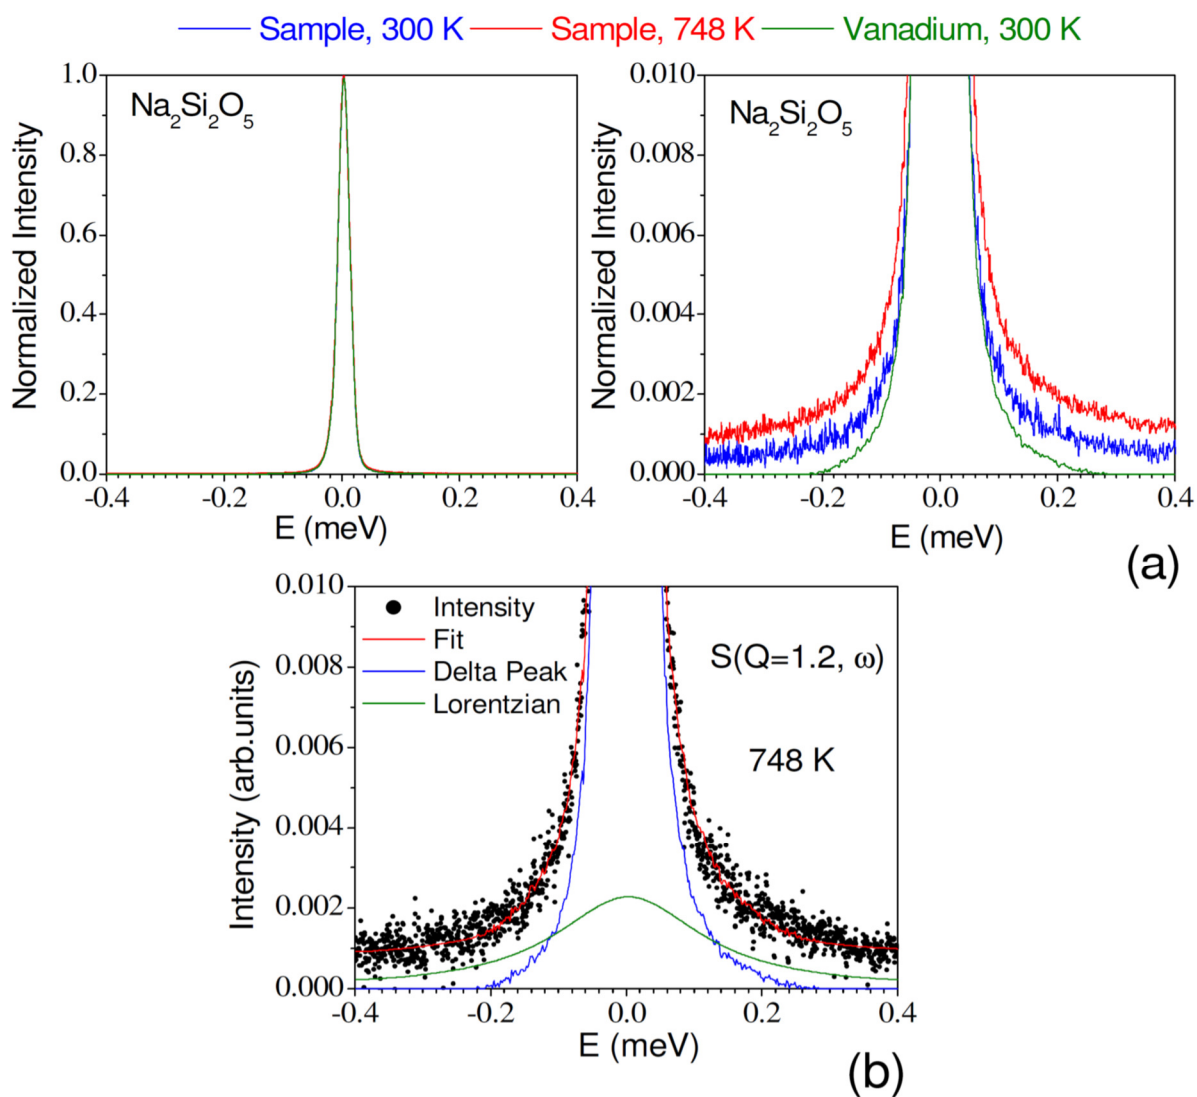 Sample, 300 K Sample, 748 K Vanadium, 300 K
Na2Si2O5
Normalized Intensity
1.0
0.8
0.6
0.4
0.2
0.0
-0.4 -0.2 0.0 0.2 0.4
E (meV)
Na2Si2O5
Normalized Intensity
0.010
0.008
0.006
0.004
0.002
0.000
-0.4 -0.2 0.0 0.2 0.4
E (meV)
(a)
Intensity (arb.units)
0.010
0.008
0.006
0.004
0.002
0.000
Intensity
Fit
Delta Peak
Lorentzian
S(Q=1.2, ω)
748 K
-0.4 -0.2 0.0 0.2 0.4
E (meV)
(b)